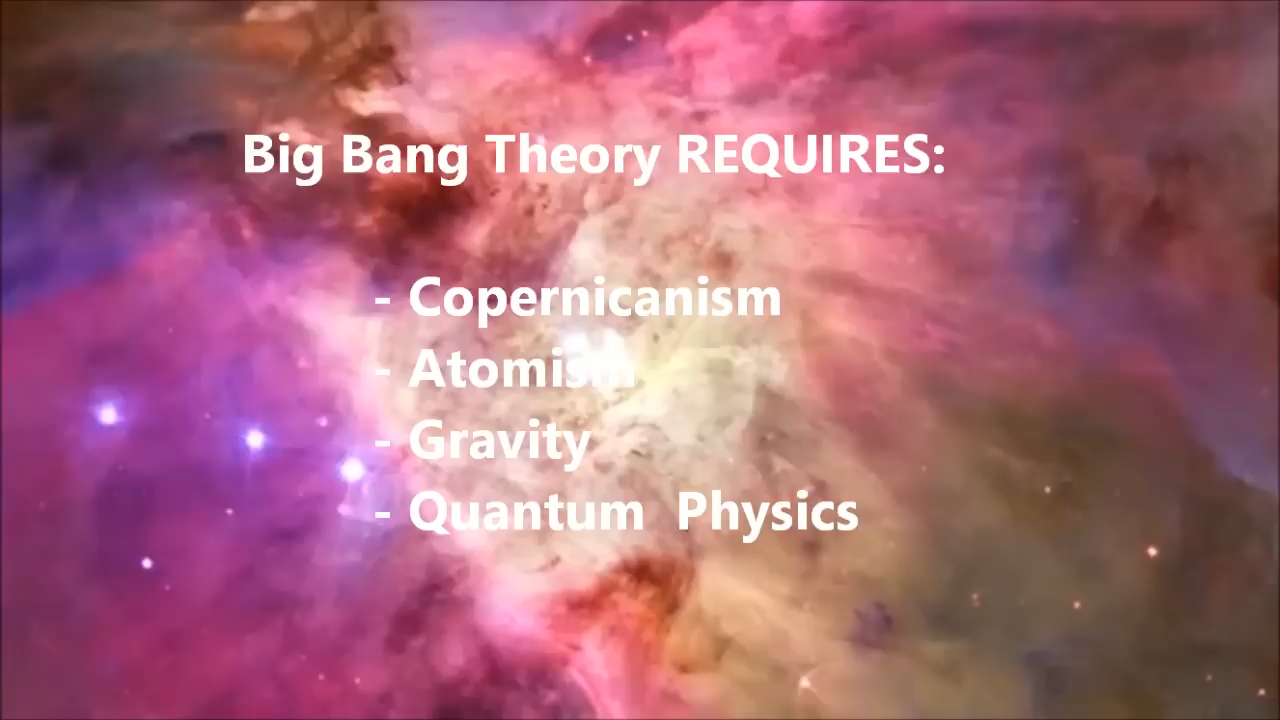 Big Bang Theory REQUIRES:
- Copernicanism
- Atomism
- Gravity
- Quantum  Physics